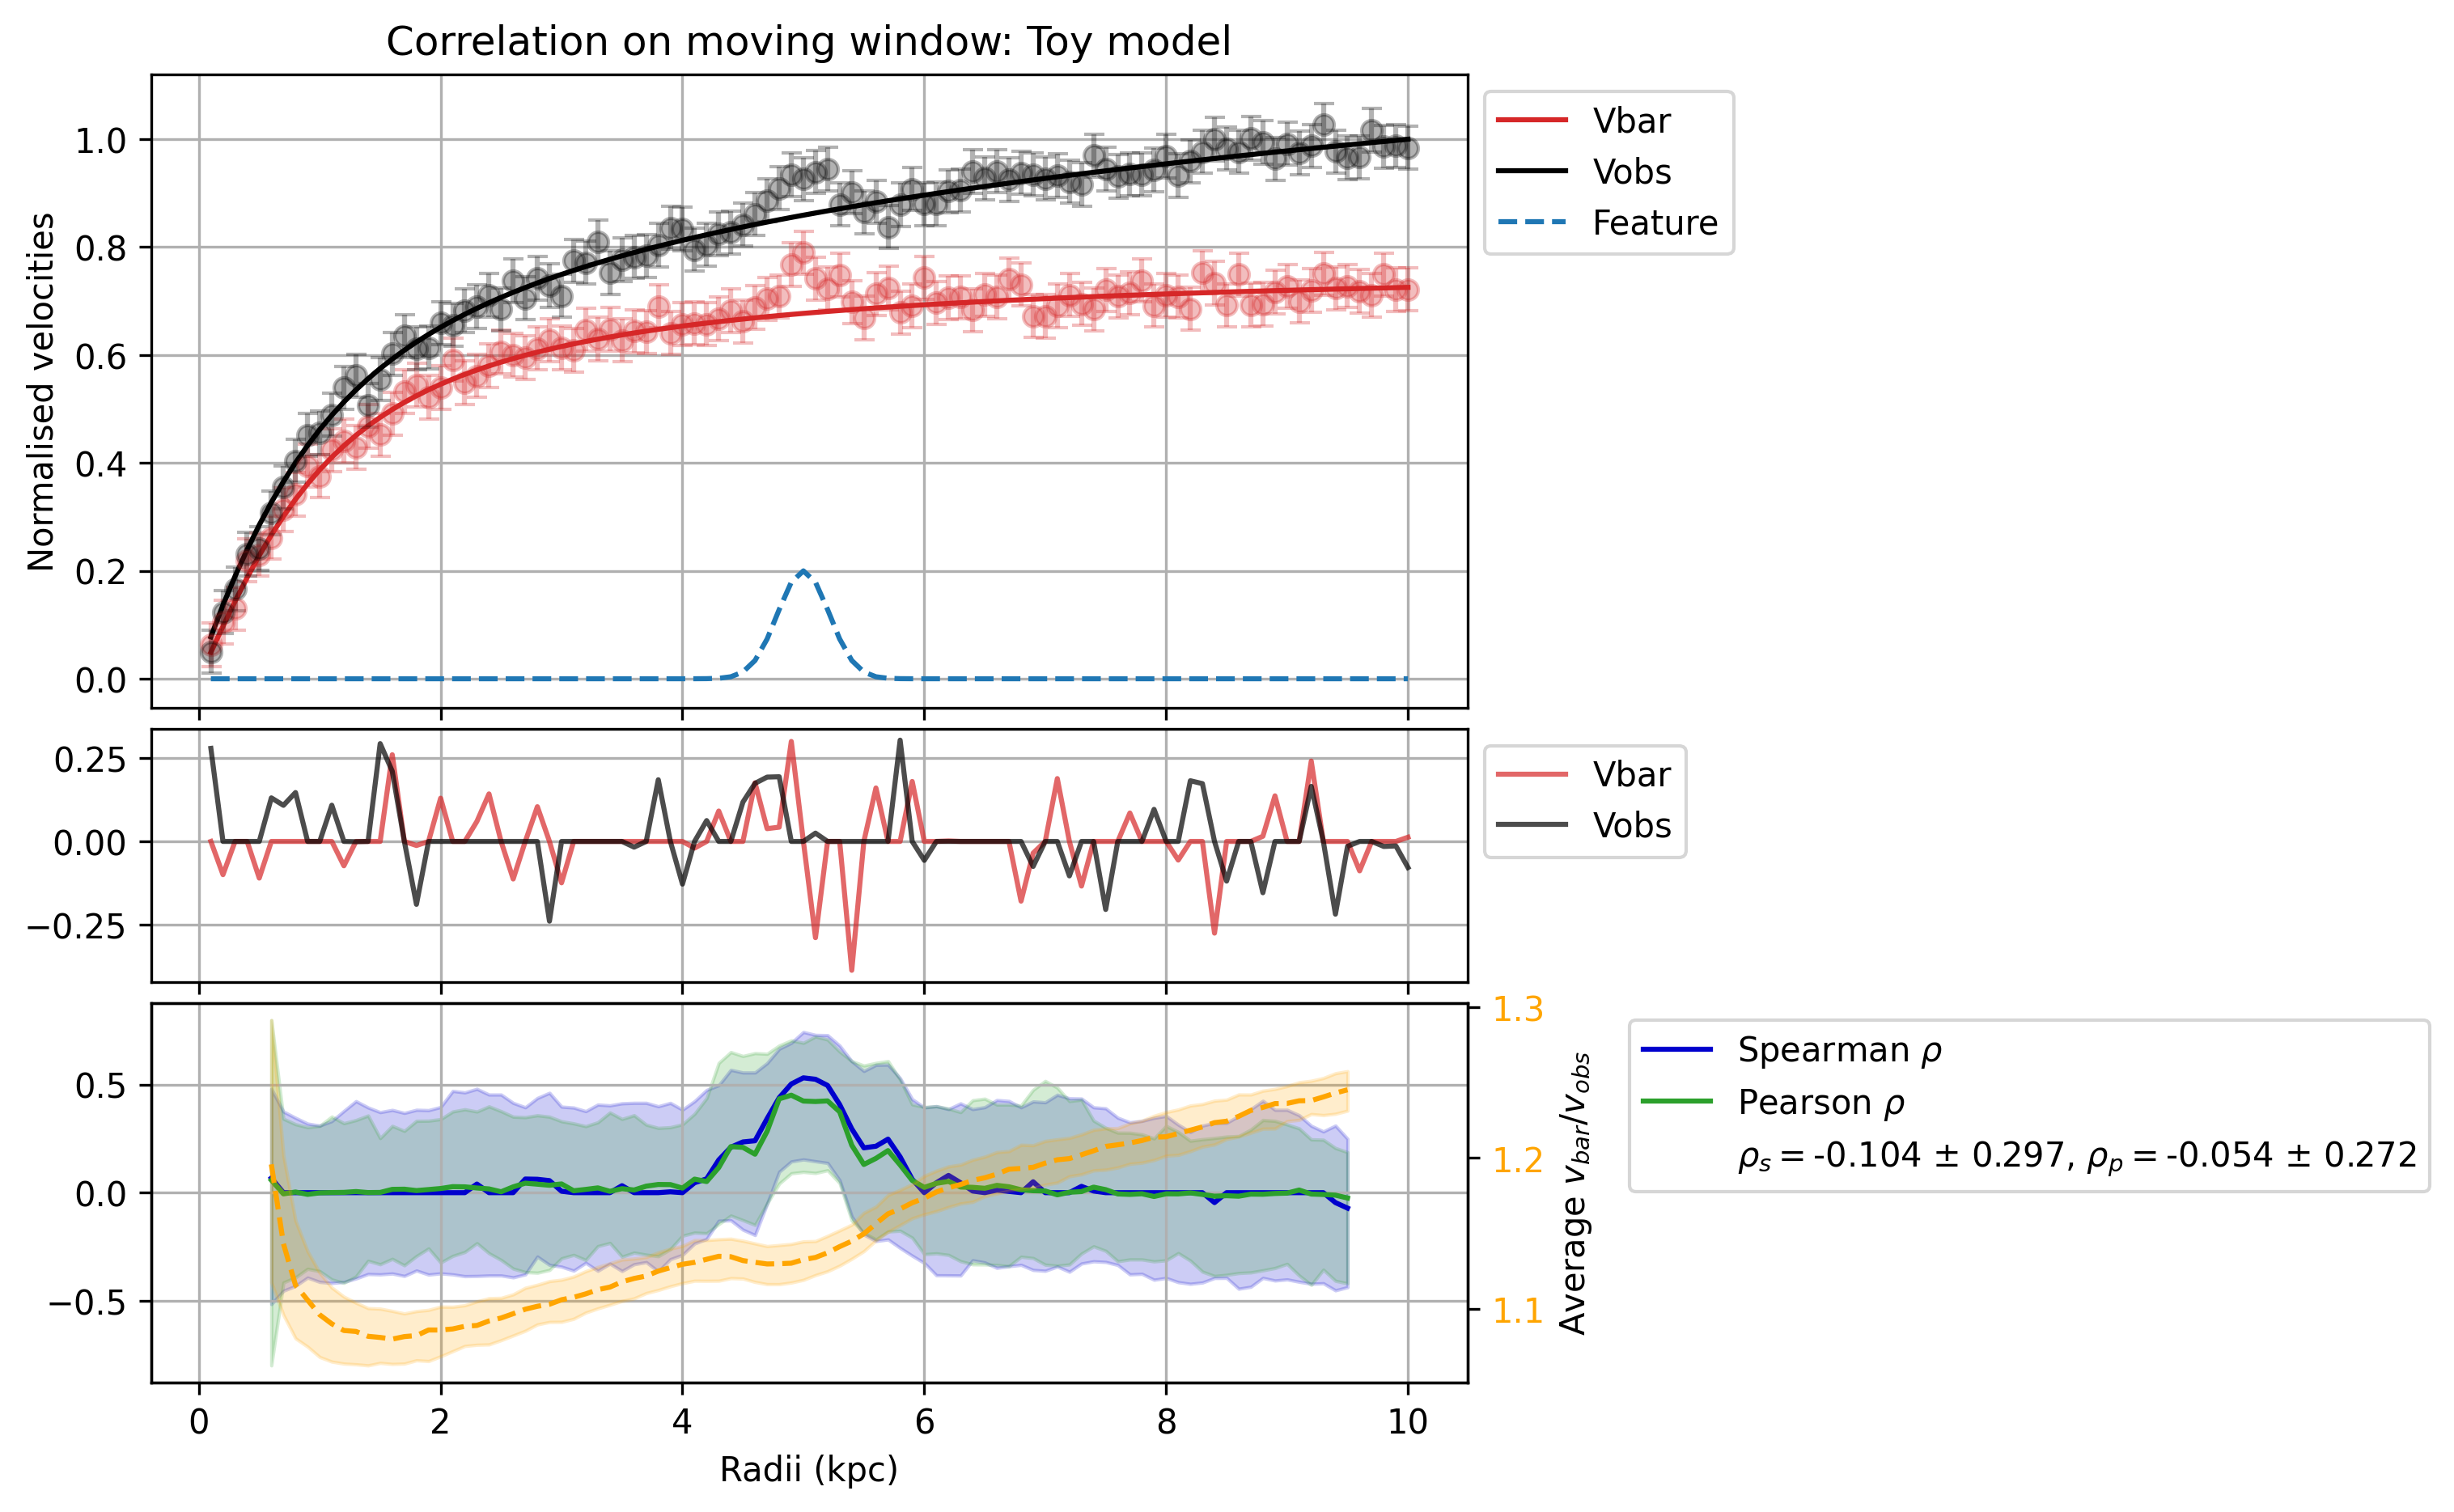 Correlation on moving window: Toy model
Normalised velocities
1.0
0.8
0.6
0.4
0.2
0.0
Vbar
Vobs
Feature
0.25
0.00
−0.25
Vbar
Vobs
0.5
0.0
−0.5
1.3
1.2
1.1
Average v_bar/v_obs
Spearman ρ
Pearson ρ
ρ_s = -0.104 ± 0.297, ρ_p = -0.054 ± 0.272
0 2 4 6 8 10
Radii (kpc)